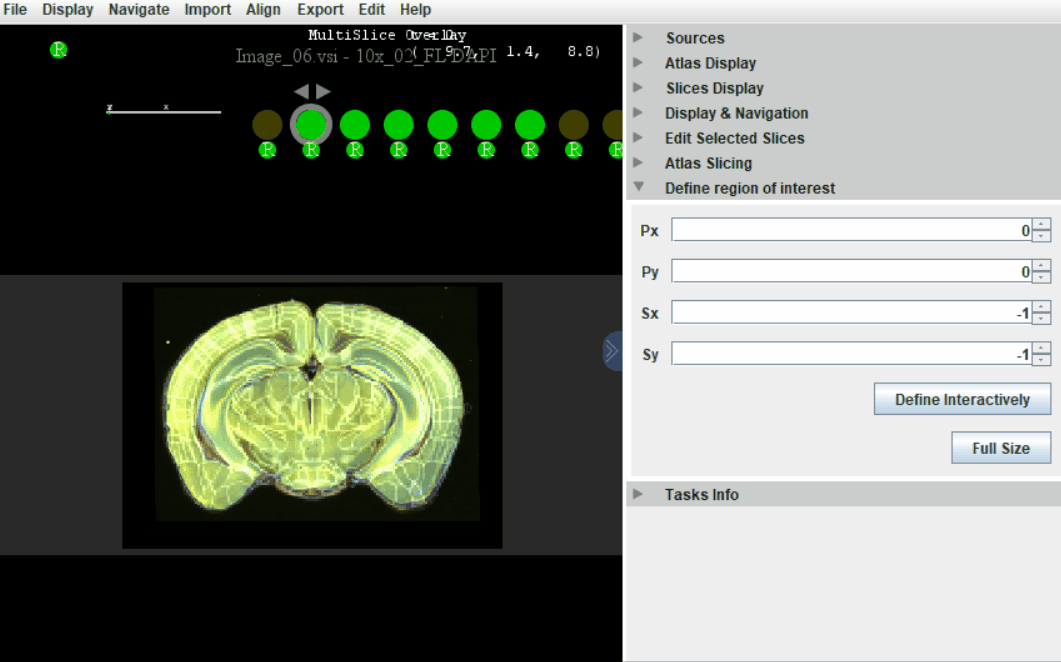 File Display Navigate Import Align Export Edit Help
MultiSlice Overlay
R
( 9.7, 1.4, 8.8)
Image_06.vsi - 10x_02_FL-DAPI
z x
R R R R R R R R R
Sources
Atlas Display
Slices Display
Display & Navigation
Edit Selected Slices
Atlas Slicing
Define region of interest
Px 0
Py 0
Sx -1
Sy -1
Define Interactively
Full Size
Tasks Info